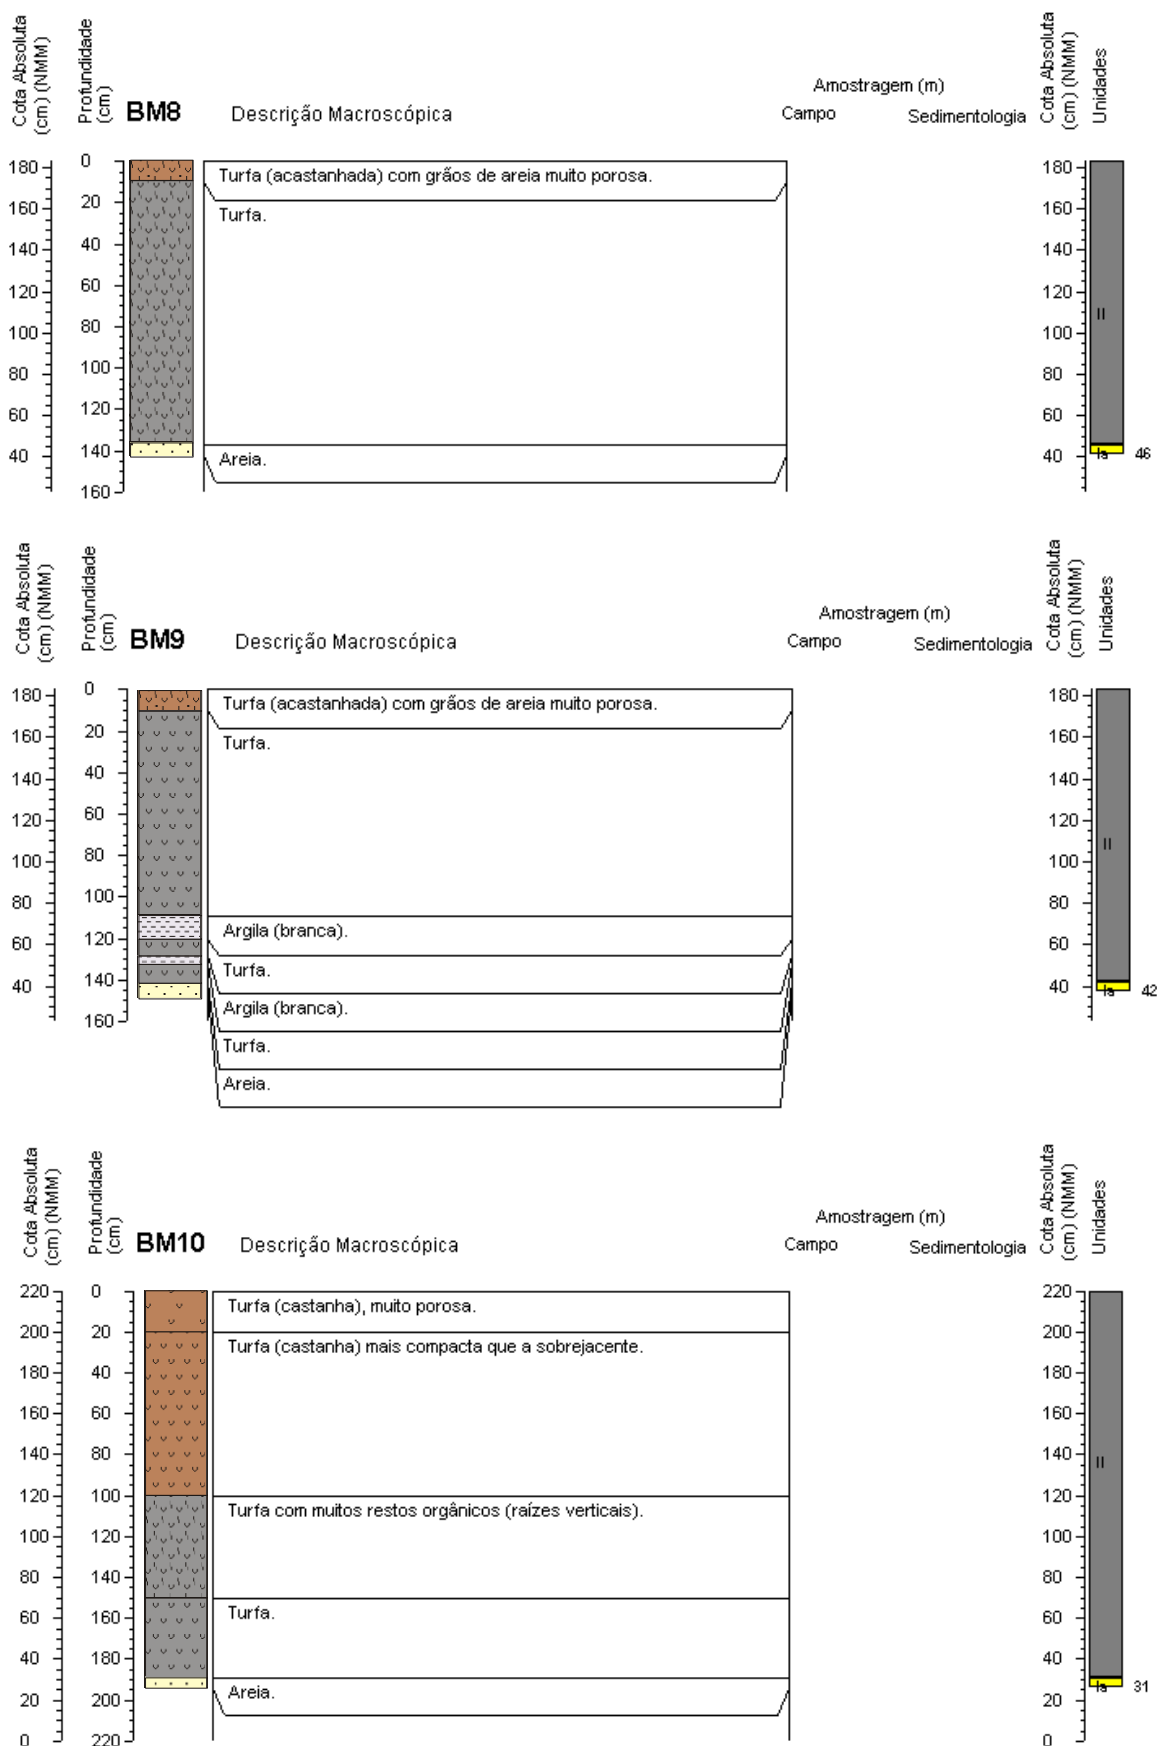 Cota Absoluta
(cm) (NMM)
Profundidade
(cm)
BM8
Descrição Macroscópica
Amostragem (m)
Campo
Sedimentologia
Cota Absoluta
(cm) (NMM)
Unidades
180
160
140
120
100
80
60
40
0
20
40
60
80
100
120
140
160
Turfa (acastanhada) com grãos de areia muito porosa.
Turfa.
Areia.
180
160
140
120
100
80
60
40
II
Ia
46
Cota Absoluta
(cm) (NMM)
Profundidade
(cm)
BM9
Descrição Macroscópica
Amostragem (m)
Campo
Sedimentologia
Cota Absoluta
(cm) (NMM)
Unidades
180
160
140
120
100
80
60
40
0
20
40
60
80
100
120
140
160
Turfa (acastanhada) com grãos de areia muito porosa.
Turfa.
Argila (branca).
Turfa.
Argila (branca).
Turfa.
Areia.
180
160
140
120
100
80
60
40
II
Ia
42
Cota Absoluta
(cm) (NMM)
Profundidade
(cm)
BM10
Descrição Macroscópica
Amostragem (m)
Campo
Sedimentologia
Cota Absoluta
(cm) (NMM)
Unidades
220
200
180
160
140
120
100
80
60
40
20
0
0
20
40
60
80
100
120
140
160
180
200
220
Turfa (castanha), muito porosa.
Turfa (castanha) mais compacta que a sobrejacente.
Turfa com muitos restos orgânicos (raízes verticais).
Turfa.
Areia.
220
200
180
160
140
120
100
80
60
40
20
0
II
Ia
31